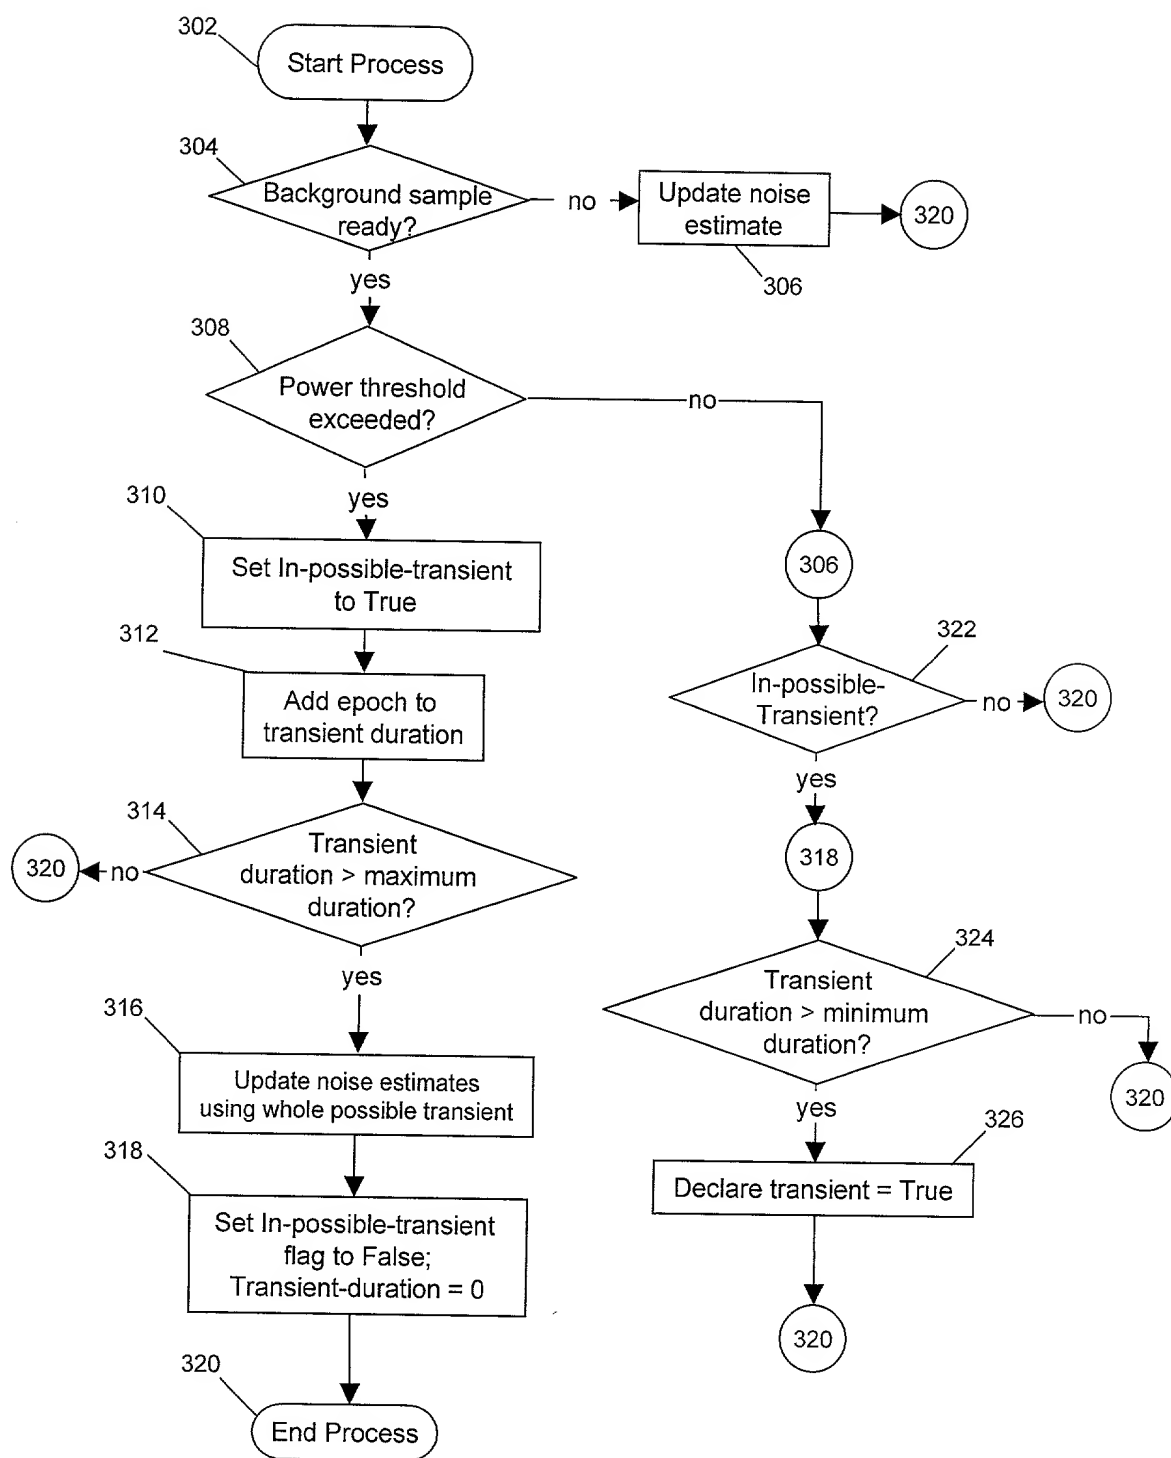 302
Start Process
304
Background sample
ready?
no
Update noise
estimate
320
306
yes
308
Power threshold
exceeded?
no
yes
310
Set In-possible-transient
to True
306
312
322
Add epoch to
transient duration
In-possible-
Transient?
no
320
yes
314
Transient
duration > maximum
duration?
no
320
318
yes
324
Transient
duration > minimum
duration?
no
320
316
Update noise estimates
using whole possible transient
yes
326
318
Declare transient = True
Set In-possible-transient
flag to False;
Transient-duration = 0
320
320
End Process